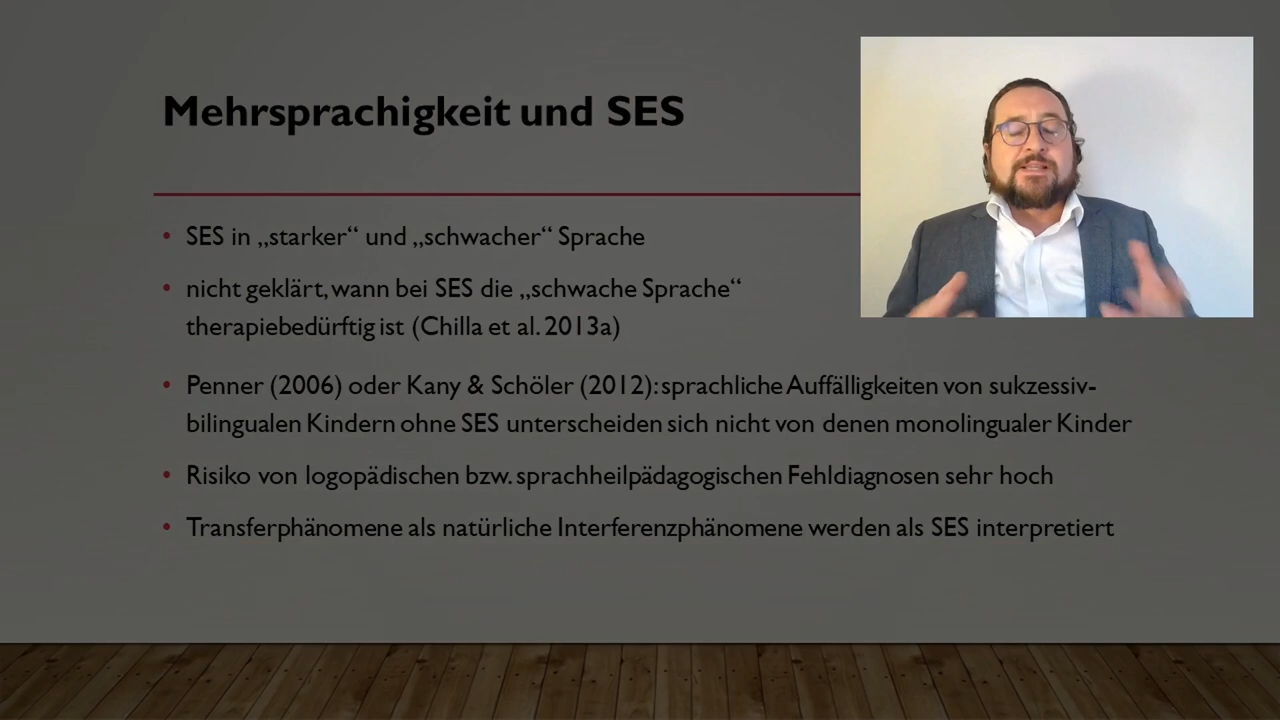 Mehrsprachigkeit und SES
• SES in „starker“ und „schwacher“ Sprache
• nicht geklärt, wann bei SES die „schwache Sprache“
therapiebedürftig ist (Chilla et al. 2013a)
• Penner (2006) oder Kany & Schöler (2012): sprachliche Auffälligkeiten von sukzessiv-
bilingualen Kindern ohne SES unterscheiden sich nicht von denen monolingualer Kinder
• Risiko von logopädischen bzw. sprachheilpädagogischen Fehldiagnosen sehr hoch
• Transferphänomene als natürliche Interferenzphänomene werden als SES interpretiert